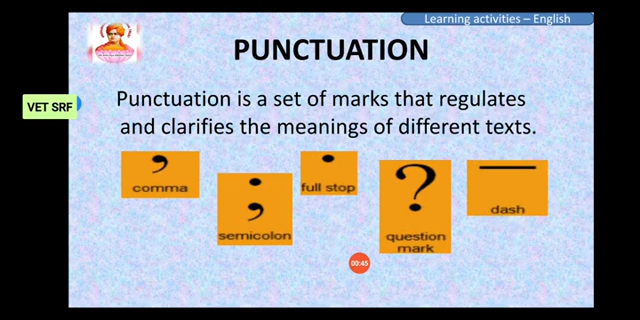 Learning activities – English
PUNCTUATION
VET SRF
Punctuation is a set of marks that regulates
and clarifies the meanings of different texts.
,
comma
;
semicolon
.
full stop
?
question
mark
—
dash
00:45